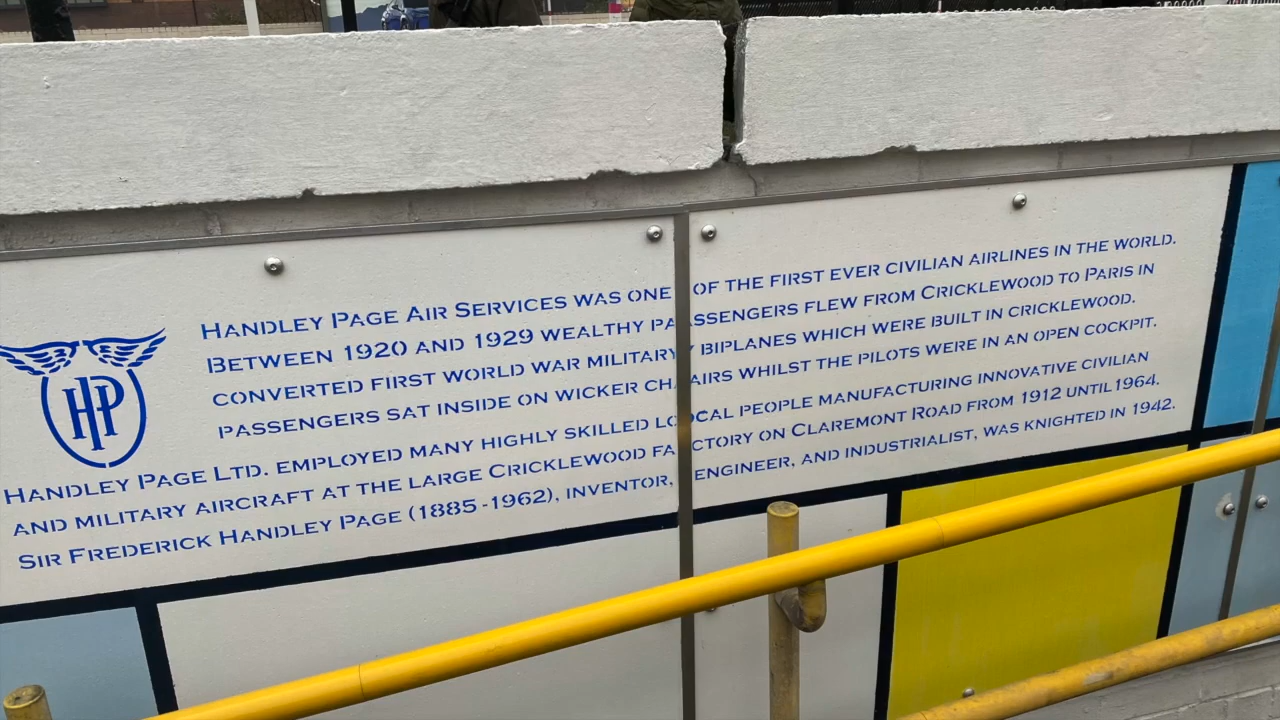 HP
HANDLEY PAGE AIR SERVICES WAS ONE OF THE FIRST EVER CIVILIAN AIRLINES IN THE WORLD.
BETWEEN 1920 AND 1929 WEALTHY PASSENGERS FLEW FROM CRICKLEWOOD TO PARIS IN
CONVERTED FIRST WORLD WAR MILITARY BIPLANES WHICH WERE BUILT IN CRICKLEWOOD.
PASSENGERS SAT INSIDE ON WICKER CHAIRS WHILST THE PILOTS WERE IN AN OPEN COCKPIT.
HANDLEY PAGE LTD. EMPLOYED MANY HIGHLY SKILLED LOCAL PEOPLE MANUFACTURING INNOVATIVE CIVILIAN
AND MILITARY AIRCRAFT AT THE LARGE CRICKLEWOOD FACTORY ON CLAREMONT ROAD FROM 1912 UNTIL 1964.
SIR FREDERICK HANDLEY PAGE (1885-1962), INVENTOR, ENGINEER, AND INDUSTRIALIST, WAS KNIGHTED IN 1942.